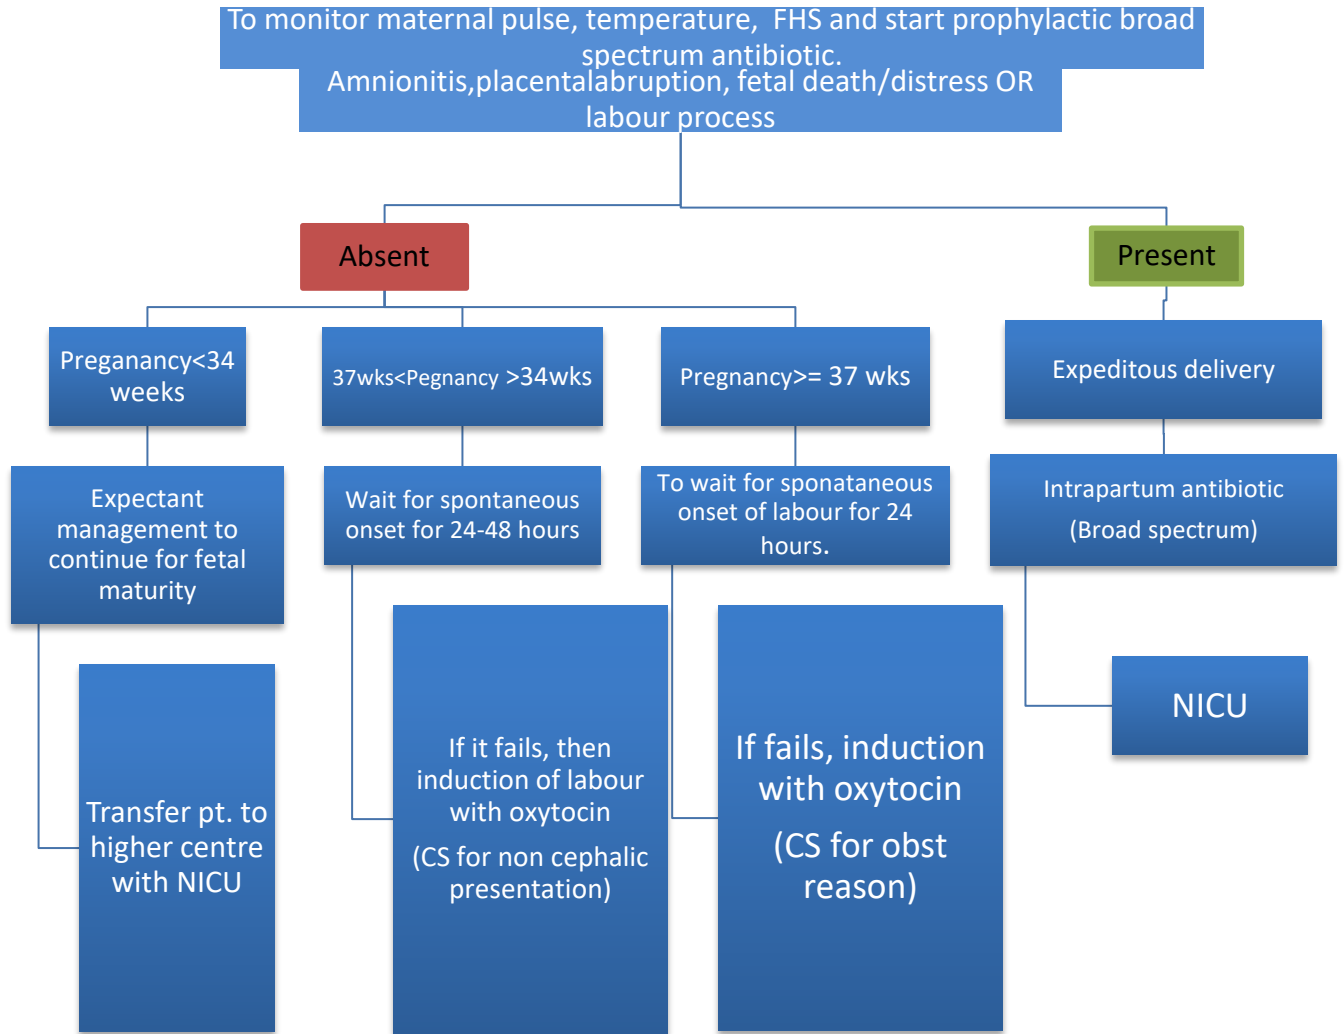 To monitor maternal pulse, temperature, FHS and start prophylactic broad
spectrum antibiotic.
Amnionitis,placentalabruption, fetal death/distress OR
labour process
Absent
Present
Preganancy<34
weeks
37wks<Pegnancy >34wks
Pregnancy>= 37 wks
Expeditous delivery
Expectant
management to
continue for fetal
maturity
Wait for spontaneous
onset for 24-48 hours
To wait for sponataneous
onset of labour for 24
hours.
Intrapartum antibiotic
(Broad spectrum)
Transfer pt. to
higher centre
with NICU
If it fails, then
induction of labour
with oxytocin
(CS for non cephalic
presentation)
If fails, induction
with oxytocin
(CS for obst
reason)
NICU